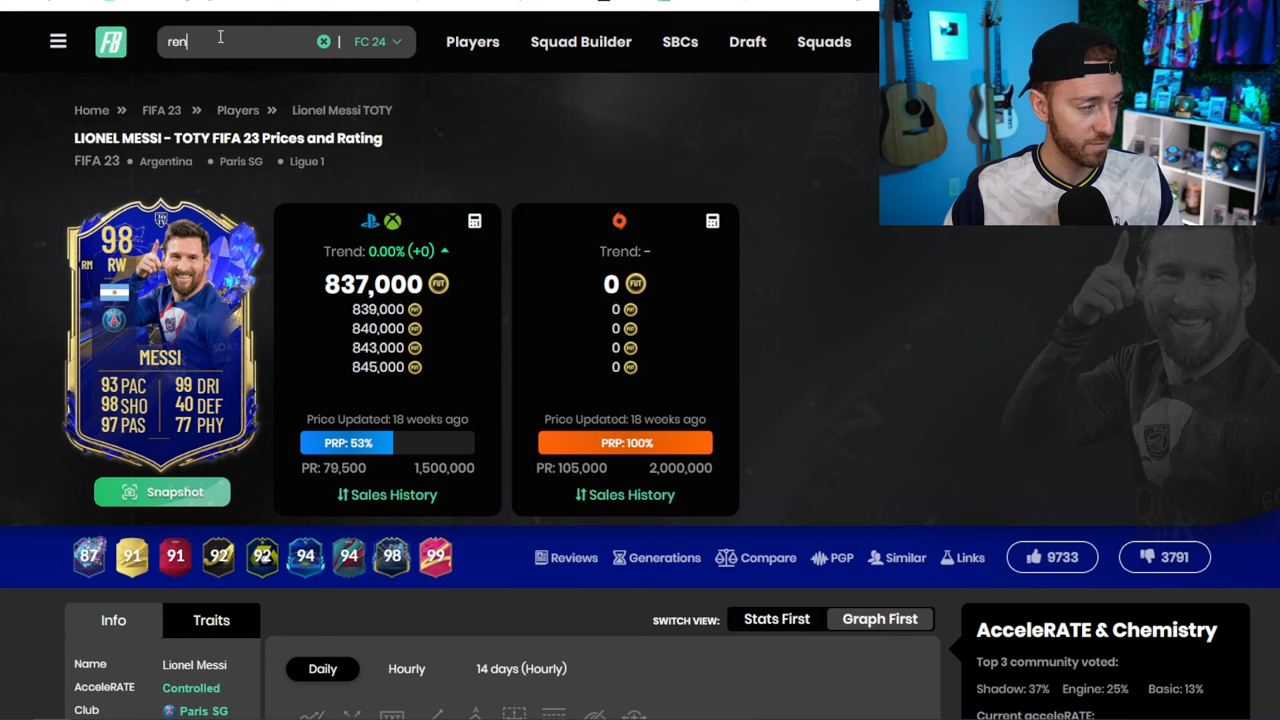 FB
ren
FC 24
Players
Squad Builder
SBCs
Draft
Squads
Home » FIFA 23 » Players » Lionel Messi TOTY
LIONEL MESSI - TOTY FIFA 23 Prices and Rating
FIFA 23 • Argentina • Paris SG • Ligue 1
98
RM RW
MESSI
93 PAC 99 DRI
98 SHO 40 DEF
97 PAS 77 PHY
Snapshot
Trend: 0.00% (+0)
837,000 FUT
839,000
840,000
843,000
845,000
Price Updated: 18 weeks ago
PRP: 53%
PR: 79,500 1,500,000
Sales History
Trend: -
0 FUT
0
0
0
0
Price Updated: 18 weeks ago
PRP: 100%
PR: 105,000 2,000,000
Sales History
87 91 91 92 92 94 94 98 99
Reviews Generations Compare PGP Similar Links 9733 3791
Info Traits
Name Lionel Messi
AcceleRATE Controlled
Club Paris SG
SWITCH VIEW: Stats First Graph First
Daily Hourly 14 days (Hourly)
TXT
AcceleRATE & Chemistry
Top 3 community voted:
Shadow: 37% Engine: 25% Basic: 13%
Current acceleRATE: